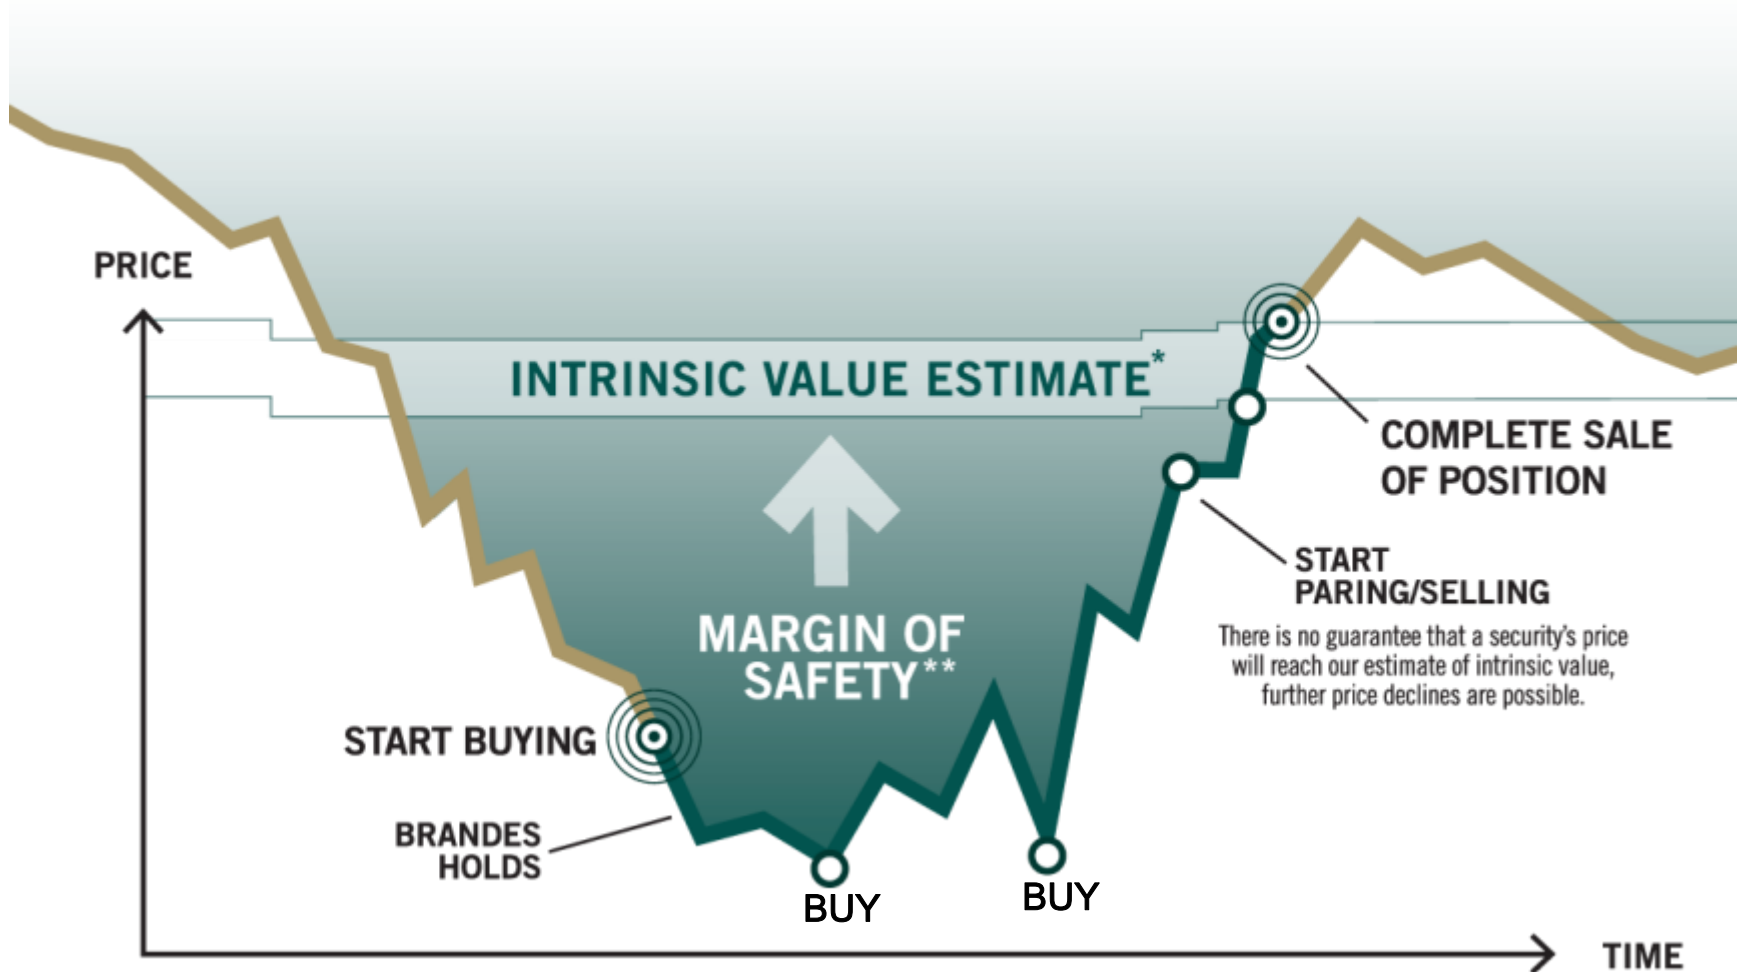 PRICE
INTRINSIC VALUE ESTIMATE*
COMPLETE SALE
OF POSITION
START
PARING/SELLING
There is no guarantee that a security's price
will reach our estimate of intrinsic value,
further price declines are possible.
MARGIN OF
SAFETY**
START BUYING
BRANDES
HOLDS
BUY
BUY
TIME